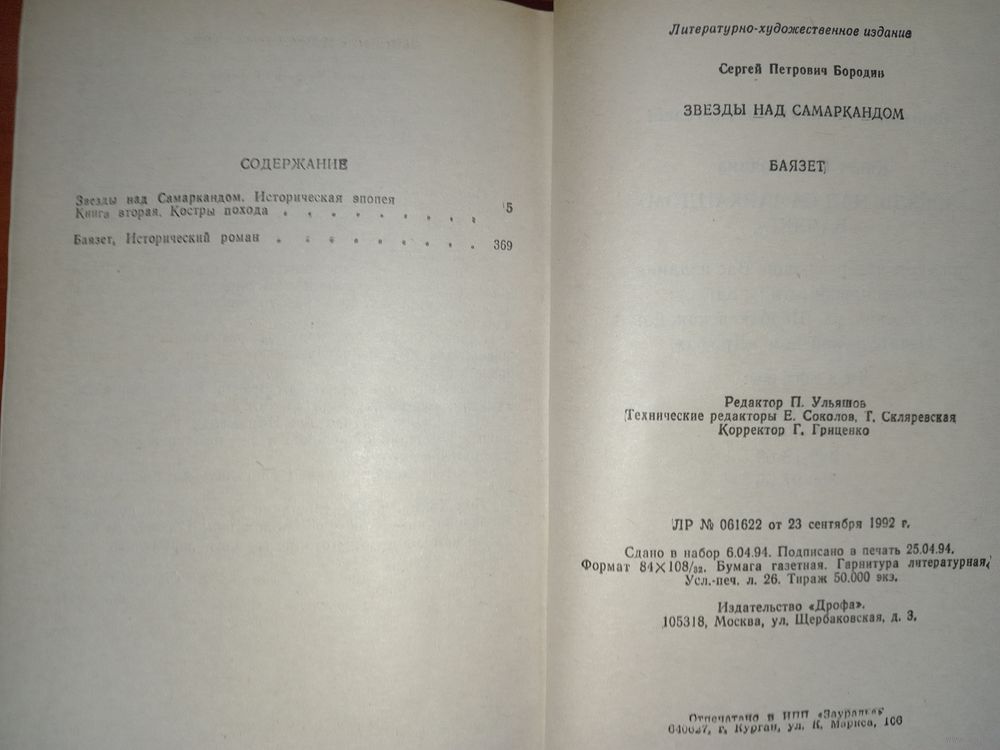 СОДЕРЖАНИЕ
Звезды над Самаркандом. Историческая эпопея
Книга вторая. Костры похода . . . . . . . . 5
Баязет, Исторический роман . . . . . . . . 369
Литературно-художественное издание
Сергей Петрович Бородин
ЗВЕЗДЫ НАД САМАРКАНДОМ
БАЯЗЕТ
Редактор П. Ульяшов
Технические редакторы Е. Соколов, Т. Скляревская
Корректор Г. Гриценко
ЛР № 061622 от 23 сентября 1992 г.
Сдано в набор 6.04.94. Подписано в печать 25.04.94.
Формат 84×108/32. Бумага газетная. Гарнитура литературная.
Усл.-печ. л. 26. Тираж 50.000 экз.
Издательство «Дрофа».
105318, Москва, ул. Щербаковская, д. 3.
Отпечатано в ИПП «Зауралье»
640627, г. Курган, ул. К. Маркса, 106